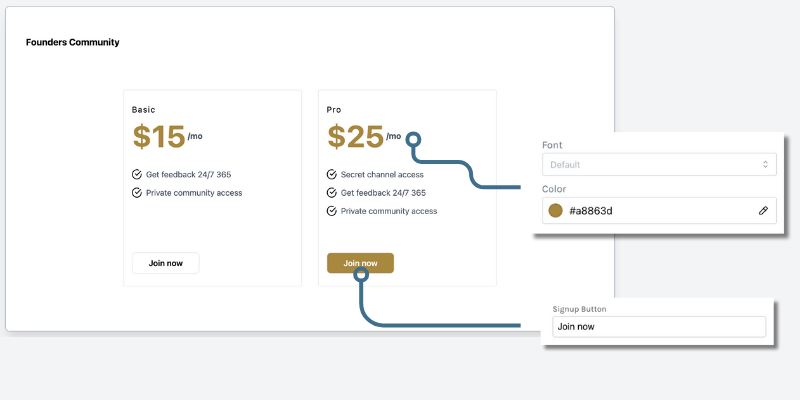 Founders Community
Basic
$15/mo
Get feedback 24/7 365
Private community access
Join now
Pro
$25/mo
Secret channel access
Get feedback 24/7 365
Private community access
Join now
Font
Default
Color
#a8863d
Signup Button
Join now